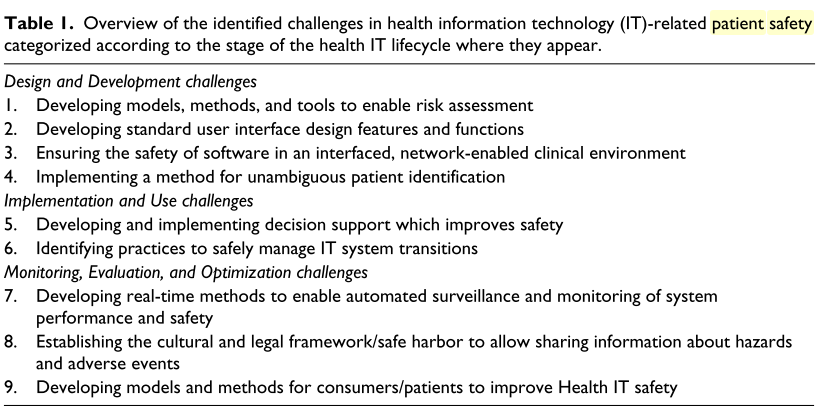 Table 1. Overview of the identified challenges in health information technology (IT)-related patient safety
categorized according to the stage of the health IT lifecycle where they appear.
Design and Development challenges
1. Developing models, methods, and tools to enable risk assessment
2. Developing standard user interface design features and functions
3. Ensuring the safety of software in an interfaced, network-enabled clinical environment
4. Implementing a method for unambiguous patient identification
Implementation and Use challenges
5. Developing and implementing decision support which improves safety
6. Identifying practices to safely manage IT system transitions
Monitoring, Evaluation, and Optimization challenges
7. Developing real-time methods to enable automated surveillance and monitoring of system
performance and safety
8. Establishing the cultural and legal framework/safe harbor to allow sharing information about hazards
and adverse events
9. Developing models and methods for consumers/patients to improve Health IT safety